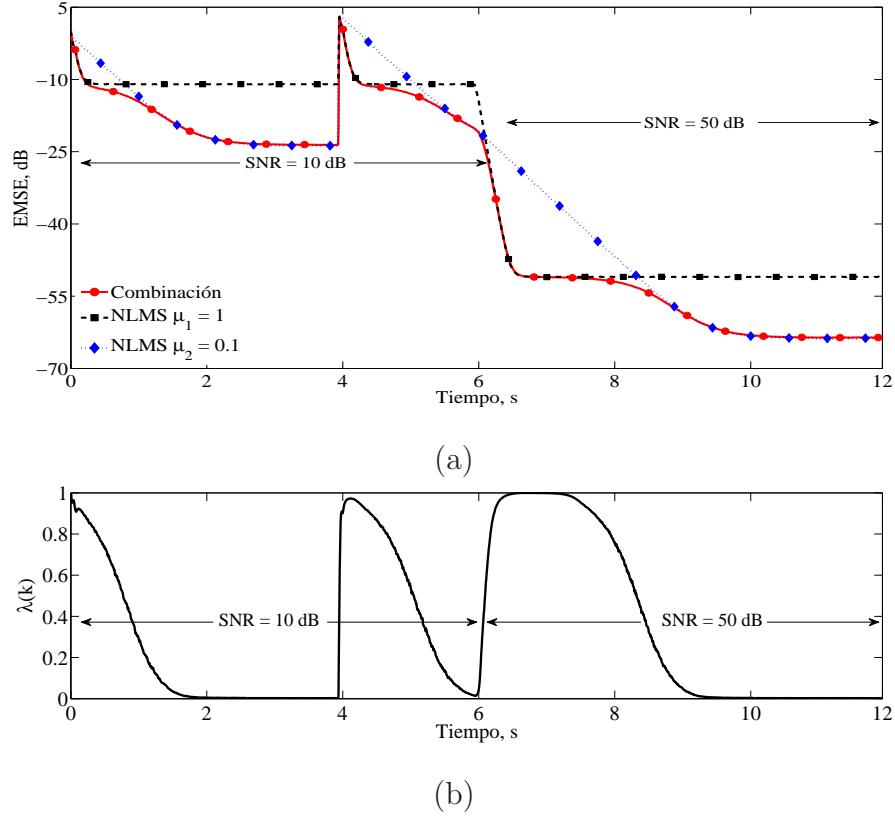 5
−10
−25
−40
−55
−70
EMSE, dB
SNR = 50 dB
SNR = 10 dB
Combinación
NLMS μ1 = 1
NLMS μ2 = 0.1
0 2 4 6 8 10 12
Tiempo, s
(a)
1
0.8
0.6
0.4
0.2
0
λ(k)
SNR = 10 dB SNR = 50 dB
0 2 4 6 8 10 12
Tiempo, s
(b)